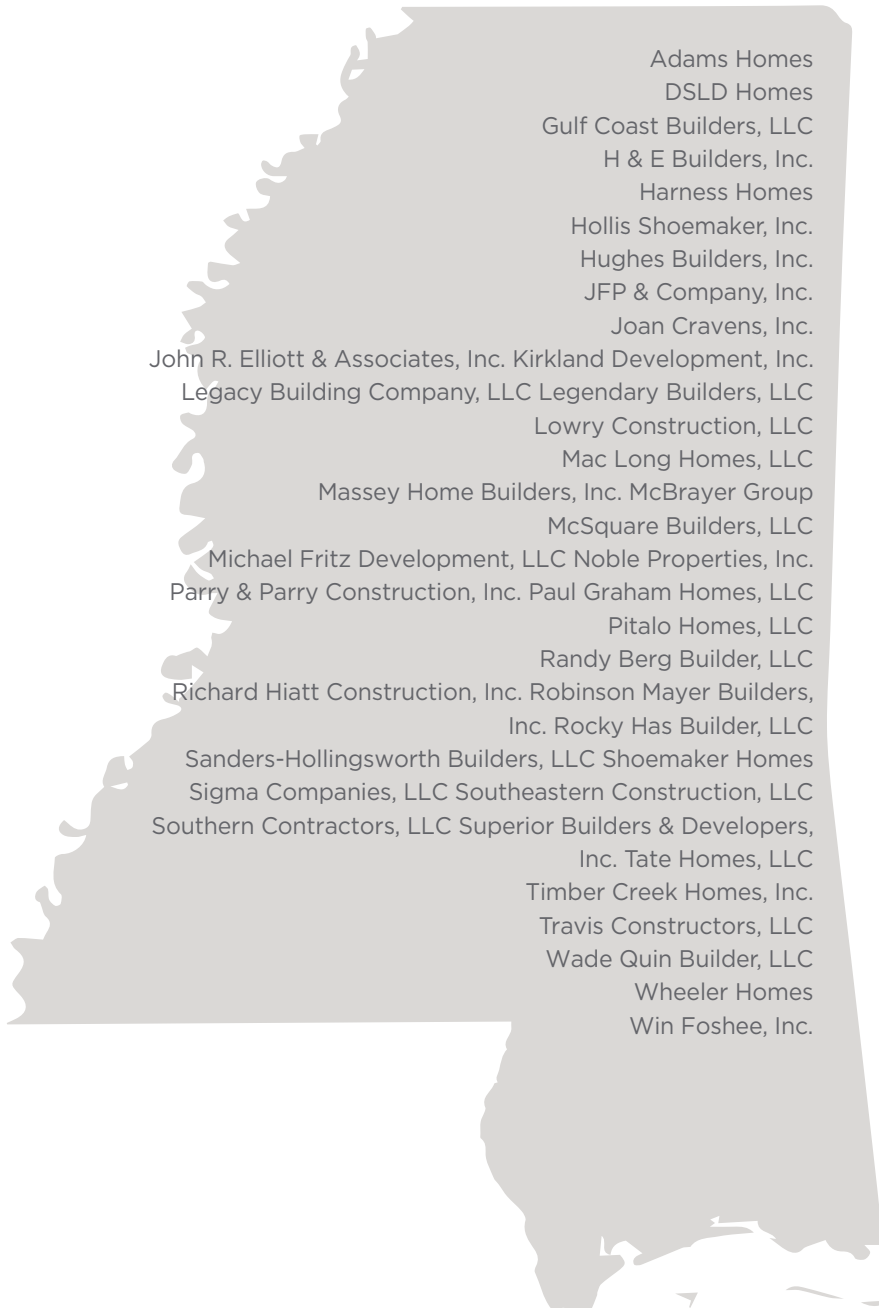 Adams Homes
DSLD Homes
Gulf Coast Builders, LLC
H & E Builders, Inc.
Harness Homes
Hollis Shoemaker, Inc.
Hughes Builders, Inc.
JFP & Company, Inc.
Joan Cravens, Inc.
John R. Elliott & Associates, Inc. Kirkland Development, Inc.
Legacy Building Company, LLC Legendary Builders, LLC
Lowry Construction, LLC
Mac Long Homes, LLC
Massey Home Builders, Inc. McBrayer Group
McSquare Builders, LLC
Michael Fritz Development, LLC Noble Properties, Inc.
Parry & Parry Construction, Inc. Paul Graham Homes, LLC
Pitalo Homes, LLC
Randy Berg Builder, LLC
Richard Hiatt Construction, Inc. Robinson Mayer Builders,
Inc. Rocky Has Builder, LLC
Sanders-Hollingsworth Builders, LLC Shoemaker Homes
Sigma Companies, LLC Southeastern Construction, LLC
Southern Contractors, LLC Superior Builders & Developers,
Inc. Tate Homes, LLC
Timber Creek Homes, Inc.
Travis Constructors, LLC
Wade Quin Builder, LLC
Wheeler Homes
Win Foshee, Inc.